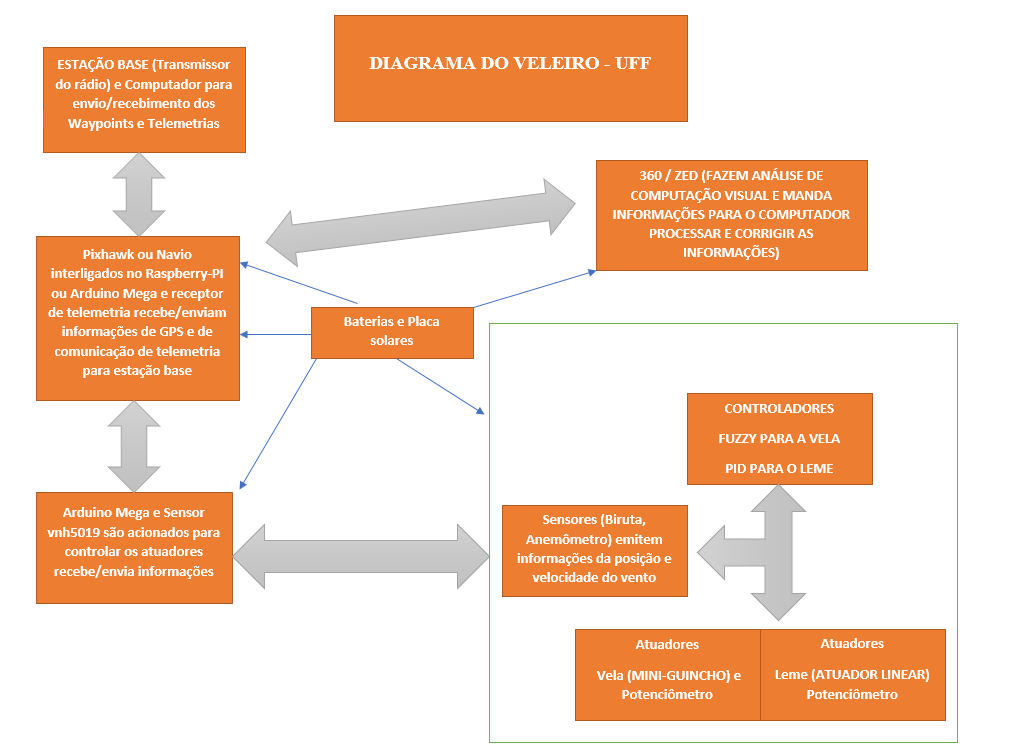 DIAGRAMA DO VELEIRO - UFF
ESTAÇÃO BASE (Transmissor
do rádio) e Computador para
envio/recebimento dos
Waypoints e Telemetrias
360 / ZED (FAZEM ANÁLISE DE
COMPUTAÇÃO VISUAL E MANDA
INFORMAÇÕES PARA O COMPUTADOR
PROCESSAR E CORRIGIR AS
INFORMAÇÕES)
Pixhawk ou Navio
interligados no Raspberry-PI
ou Arduino Mega e receptor
de telemetria recebe/enviam
informações de GPS e de
comunicação de telemetria
para estação base
Baterias e Placa
solares
CONTROLADORES
FUZZY PARA A VELA
PID PARA O LEME
Arduino Mega e Sensor
vnh5019 são acionados para
controlar os atuadores
recebe/envia informações
Sensores (Biruta,
Anemômetro) emitem
informações da posição e
velocidade do vento
Atuadores
Vela (MINI-GUINCHO) e
Potenciômetro
Atuadores
Leme (ATUADOR LINEAR)
Potenciômetro